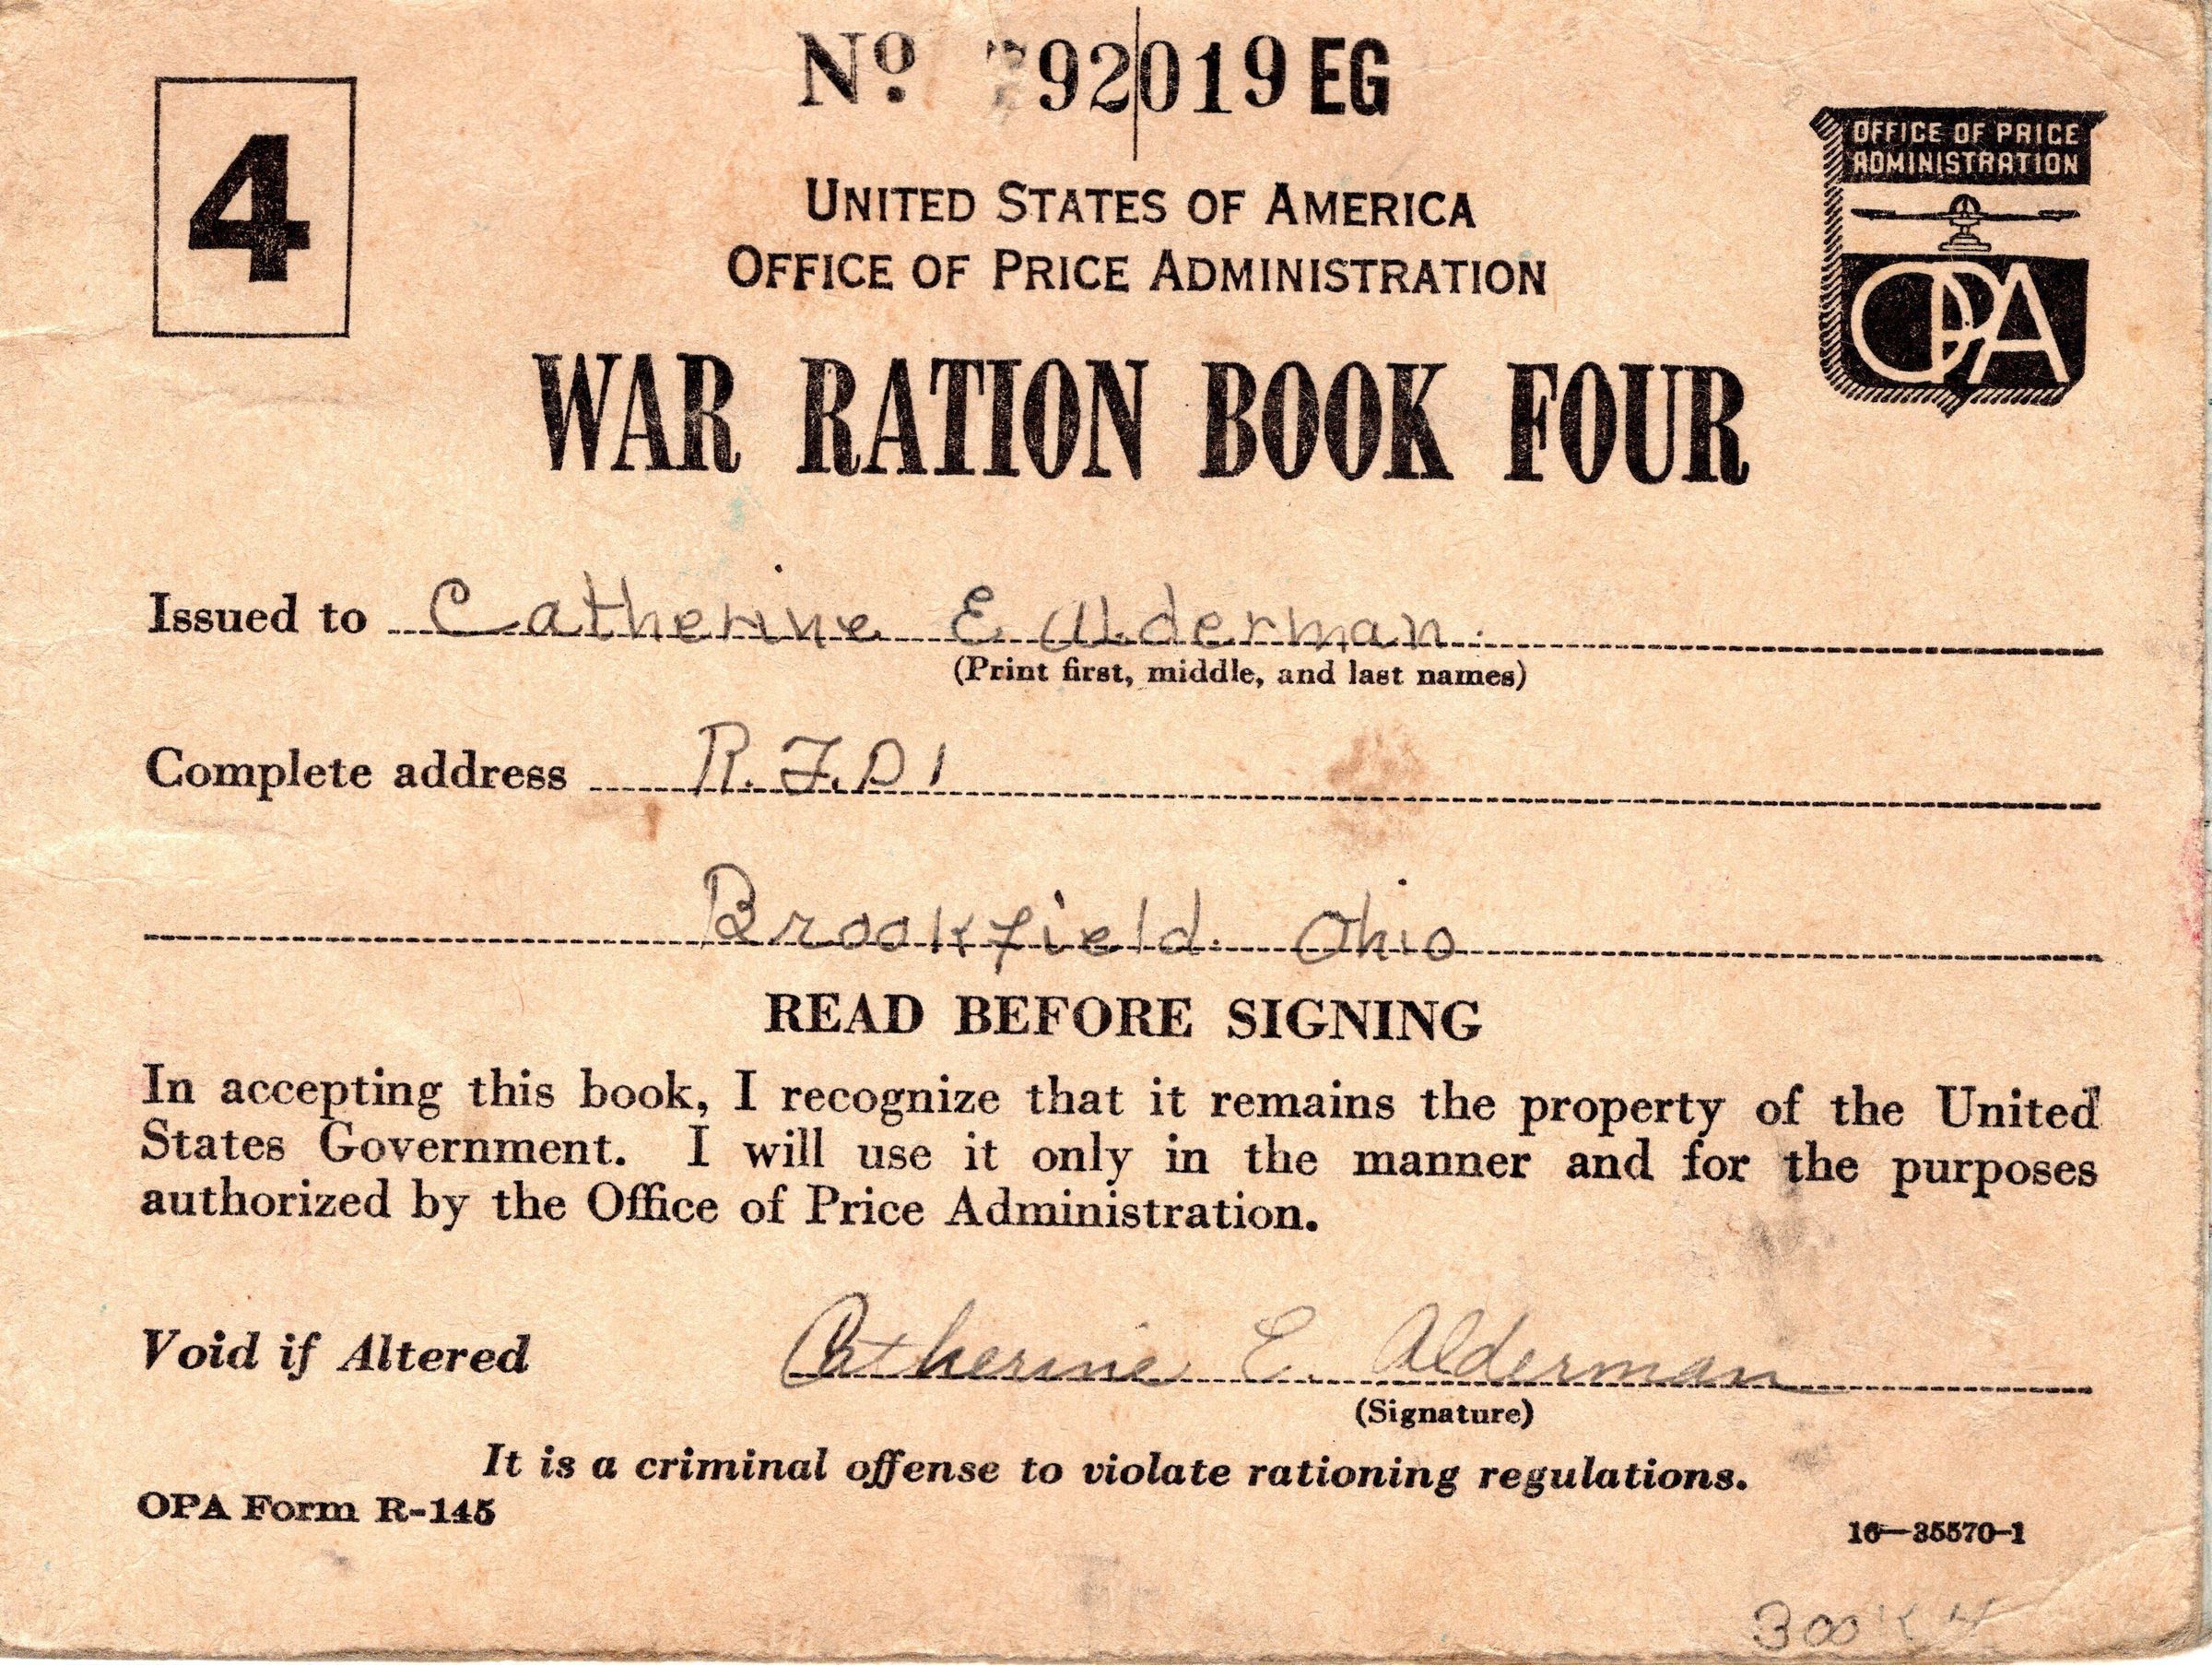 4
Nº 92019 EG
OFFICE OF PRICE
ADMINISTRATION
OPA
UNITED STATES OF AMERICA
OFFICE OF PRICE ADMINISTRATION
WAR RATION BOOK FOUR
Issued to Catherine E Alderman
(Print first, middle, and last names)
Complete address R.F.D 1
Brookfield. Ohio
READ BEFORE SIGNING
In accepting this book, I recognize that it remains the property of the United
States Government. I will use it only in the manner and for the purposes
authorized by the Office of Price Administration.
Void if Altered Catherine E. Alderman
(Signature)
It is a criminal offense to violate rationing regulations.
OPA Form R-145
16—35570-1